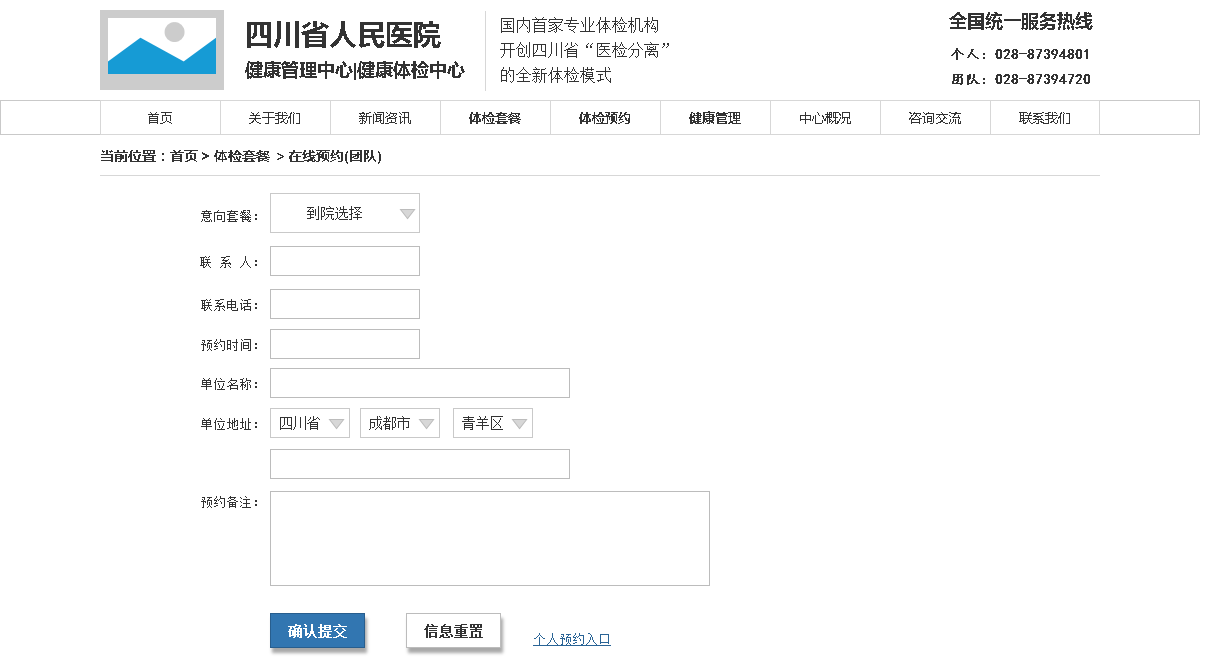 四川省人民医院
健康管理中心|健康体检中心
国内首家专业体检机构
开创四川省“医检分离”
的全新体检模式
全国统一服务热线
个人：028-87394801
团队：028-87394720
首页 关于我们 新闻资讯 体检套餐 体检预约 健康管理 中心概况 咨询交流 联系我们
当前位置：首页 > 体检套餐 > 在线预约(团队)
意向套餐： 到院选择
联 系 人：
联系电话：
预约时间：
单位名称：
单位地址： 四川省 成都市 青羊区
预约备注：
确认提交 信息重置 个人预约入口